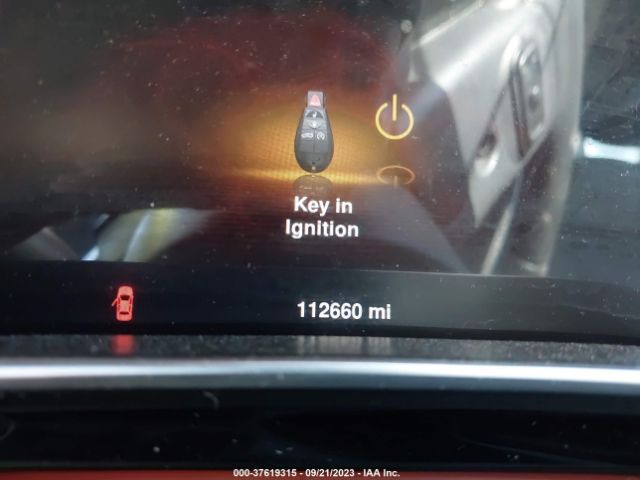 Key in
Ignition
112660 mi
000-37619315 - 09/21/2023 - IAA Inc.